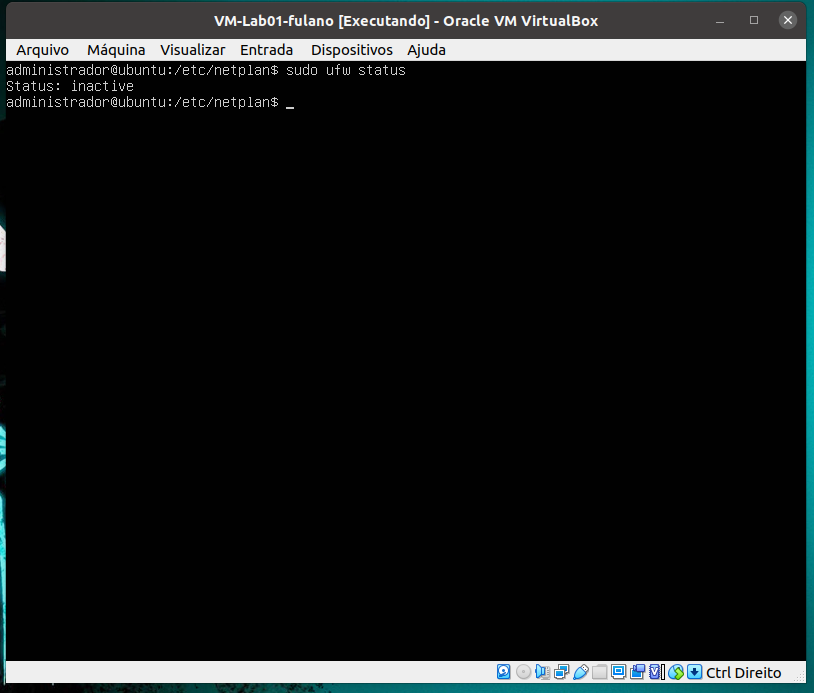 VM-Lab01-fulano [Executando] - Oracle VM VirtualBox
Arquivo Máquina Visualizar Entrada Dispositivos Ajuda
administrador@ubuntu:/etc/netplan$ sudo ufw status
Status: inactive
administrador@ubuntu:/etc/netplan$ _
Ctrl Direito